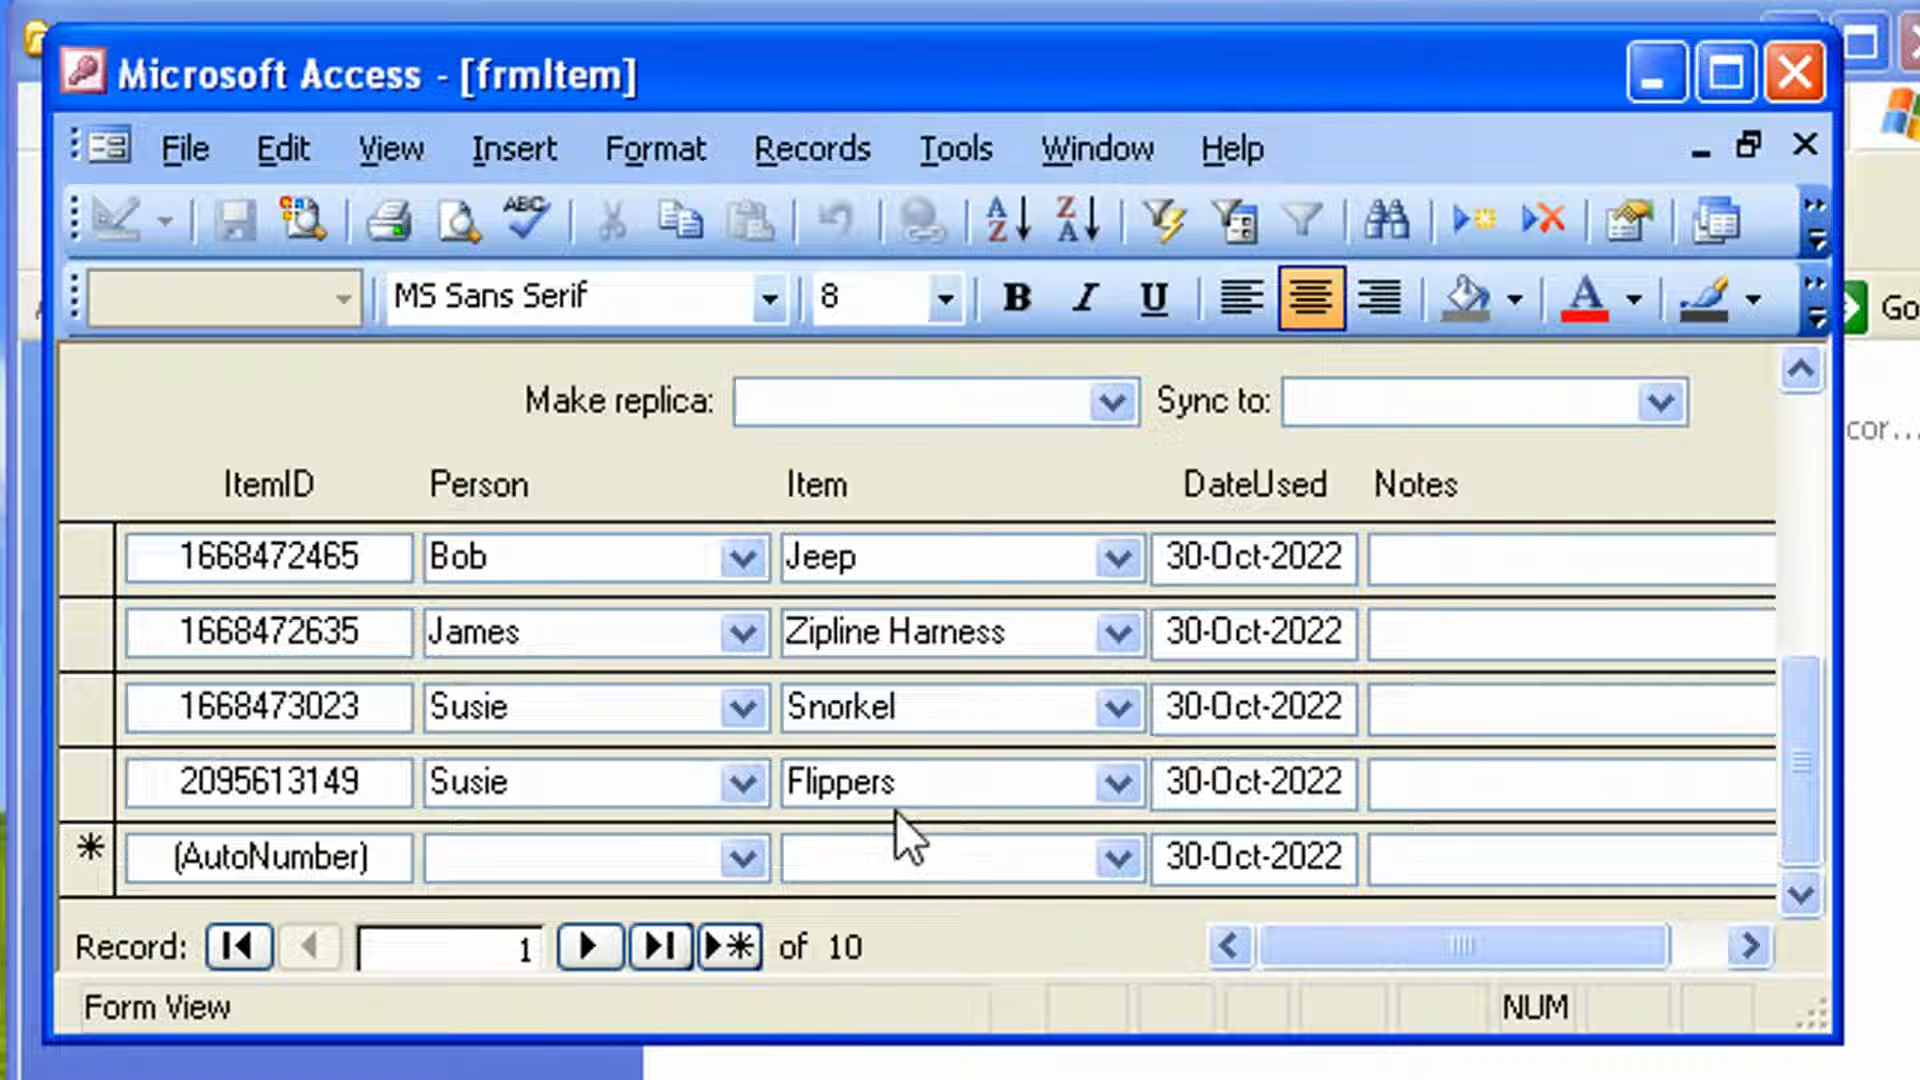 Microsoft Access - [frmItem]
File Edit View Insert Format Records Tools Window Help
ABC A Z Z A
MS Sans Serif 8 B I U A
Go
Make replica: Sync to:
cor...
ItemID Person Item DateUsed Notes
1668472465 Bob Jeep 30-Oct-2022
1668472635 James Zipline Harness 30-Oct-2022
1668473023 Susie Snorkel 30-Oct-2022
2095613149 Susie Flippers 30-Oct-2022
(AutoNumber) 30-Oct-2022
Record: 1 of 10
Form View NUM